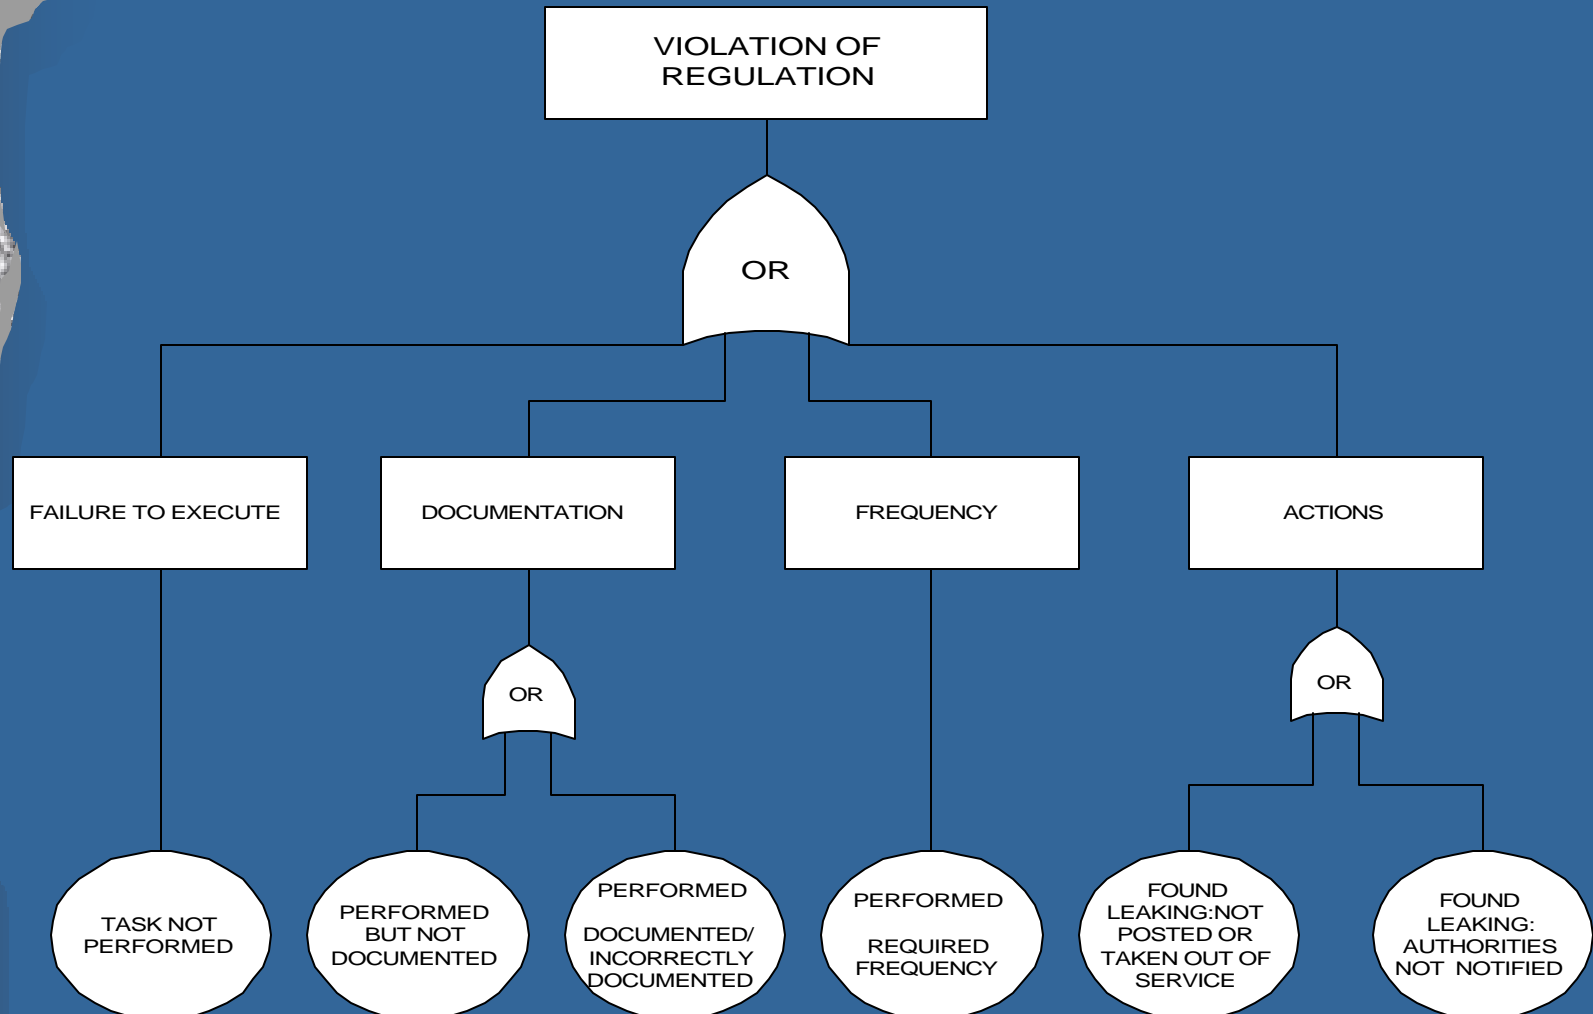 VIOLATION OF
REGULATION
OR
FAILURE TO EXECUTE
DOCUMENTATION
FREQUENCY
ACTIONS
OR
OR
TASK NOT
PERFORMED
PERFORMED
BUT NOT
DOCUMENTED
PERFORMED
DOCUMENTED/
INCORRECTLY
DOCUMENTED
PERFORMED
REQUIRED
FREQUENCY
FOUND
LEAKING:NOT
POSTED OR
TAKEN OUT OF
SERVICE
FOUND
LEAKING:
AUTHORITIES
NOT NOTIFIED